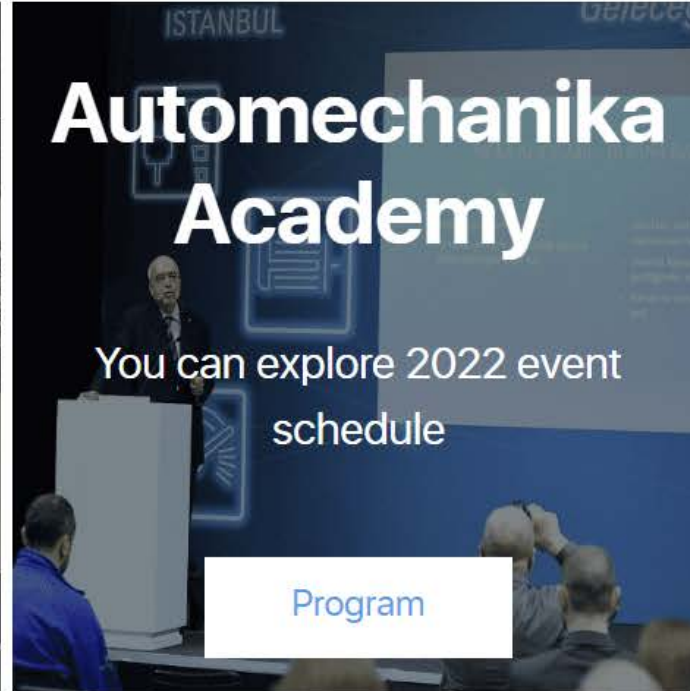 ISTANBUL
Automechanika
Academy
You can explore 2022 event
schedule
Program